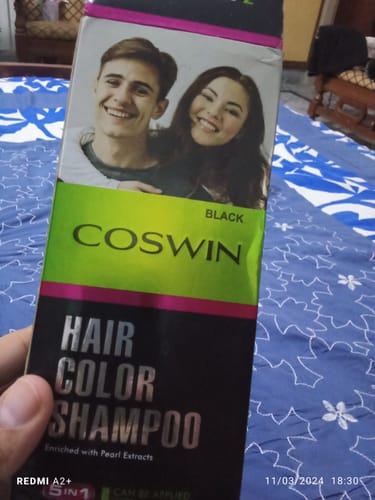 BLACK
COSWIN
HAIR
COLOR
SHAMPOO
Enriched with Pearl Extracts
5 IN 1
CAN BE APPLIED
REDMI A2+
11/03/2024 18:30